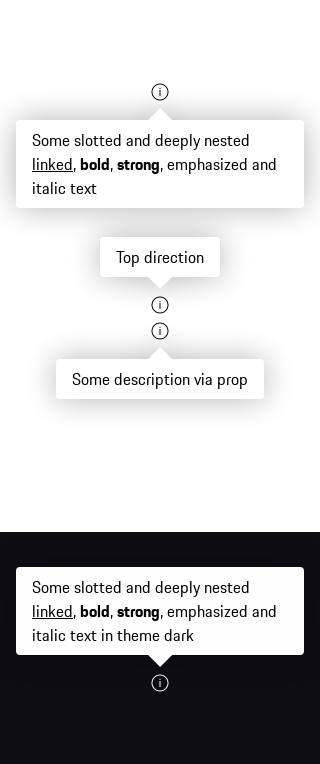 Some slotted and deeply nested
linked, bold, strong, emphasized and
italic text
Top direction
Some description via prop
Some slotted and deeply nested
linked, bold, strong, emphasized and
italic text in theme dark